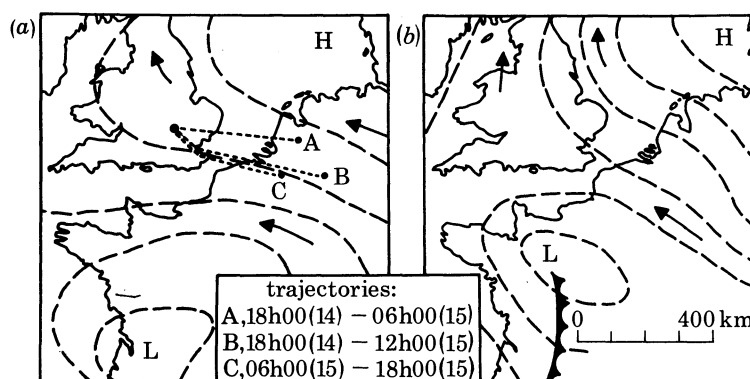 (a)
H
A
B
C
L
(b)
H
L
0 400 km
trajectories:
A,18h00(14) – 06h00(15)
B,18h00(14) – 12h00(15)
C,06h00(15) – 18h00(15)